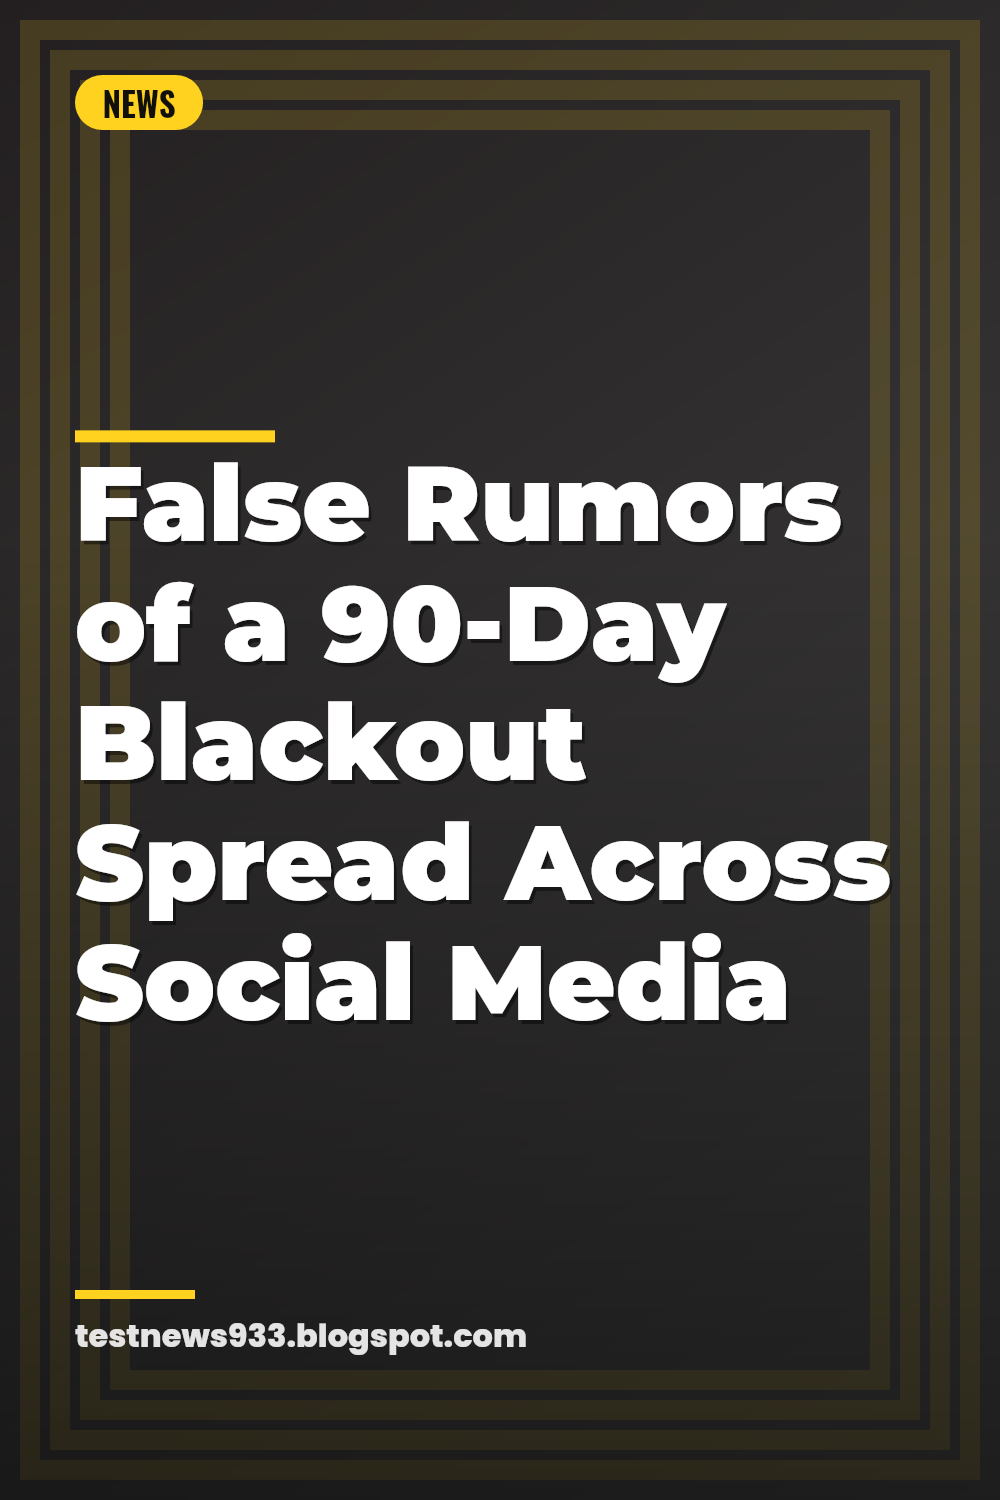 NEWS
False Rumors
of a 90-Day
Blackout
Spread Across
Social Media
testnews933.blogspot.com